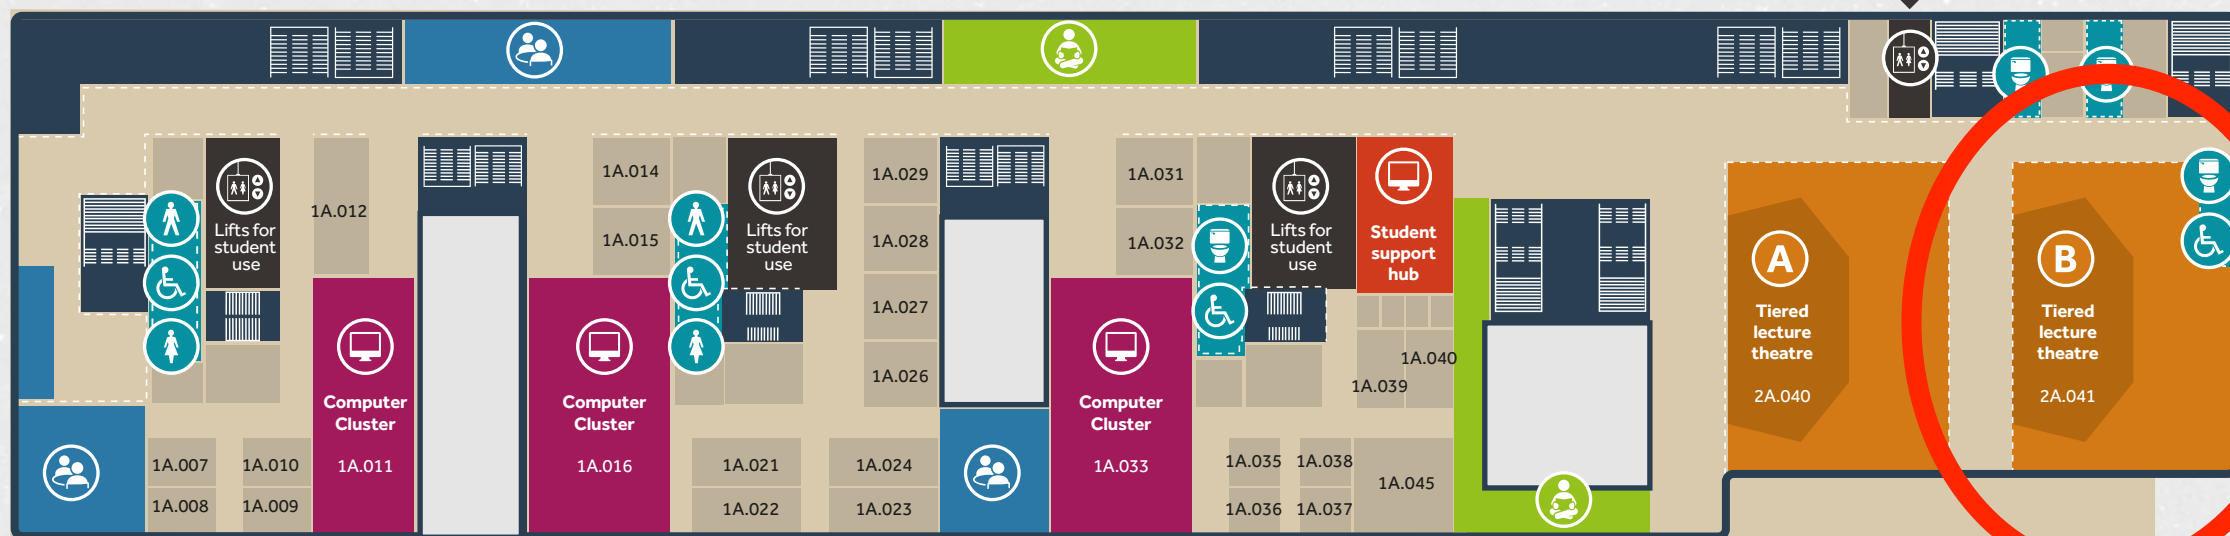 Lifts for
student
use
1A.012
1A.014
1A.015
Lifts for
student
use
1A.029
1A.028
1A.027
1A.026
1A.031
1A.032
Lifts for
student
use
Student
support
hub
1A.040
1A.039
A
Tiered
lecture
theatre
2A.040
B
Tiered
lecture
theatre
2A.041
Computer
Cluster
1A.011
Computer
Cluster
1A.016
Computer
Cluster
1A.033
1A.007
1A.010
1A.008
1A.009
1A.021
1A.024
1A.022
1A.023
1A.035
1A.038
1A.036
1A.037
1A.045